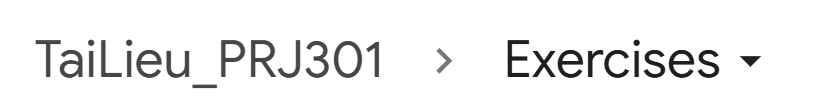 TaiLieu_PRJ301 > Exercises